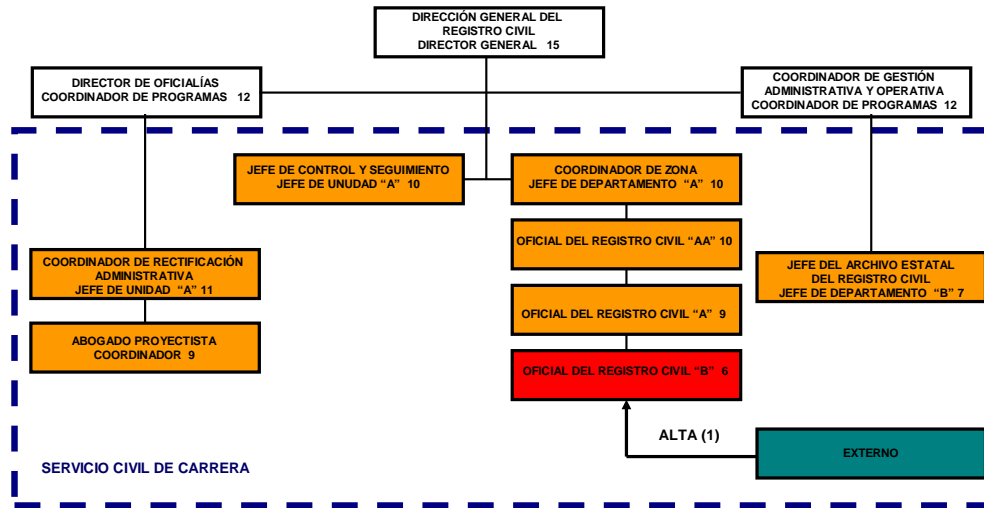 DIRECCIÓN GENERAL DEL
REGISTRO CIVIL
DIRECTOR GENERAL 15
DIRECTOR DE OFICIALÍAS
COORDINADOR DE PROGRAMAS 12
COORDINADOR DE GESTIÓN
ADMINISTRATIVA Y OPERATIVA
COORDINADOR DE PROGRAMAS 12
JEFE DE CONTROL Y SEGUIMIENTO
JEFE DE UNUDAD “A” 10
COORDINADOR DE ZONA
JEFE DE DEPARTAMENTO “A” 10
OFICIAL DEL REGISTRO CIVIL “AA” 10
COORDINADOR DE RECTIFICACIÓN
ADMINISTRATIVA
JEFE DE UNIDAD “A” 11
JEFE DEL ARCHIVO ESTATAL
DEL REGISTRO CIVIL
JEFE DE DEPARTAMENTO “B” 7
OFICIAL DEL REGISTRO CIVIL “A” 9
ABOGADO PROYECTISTA
COORDINADOR 9
OFICIAL DEL REGISTRO CIVIL “B” 6
ALTA (1)
EXTERNO
SERVICIO CIVIL DE CARRERA